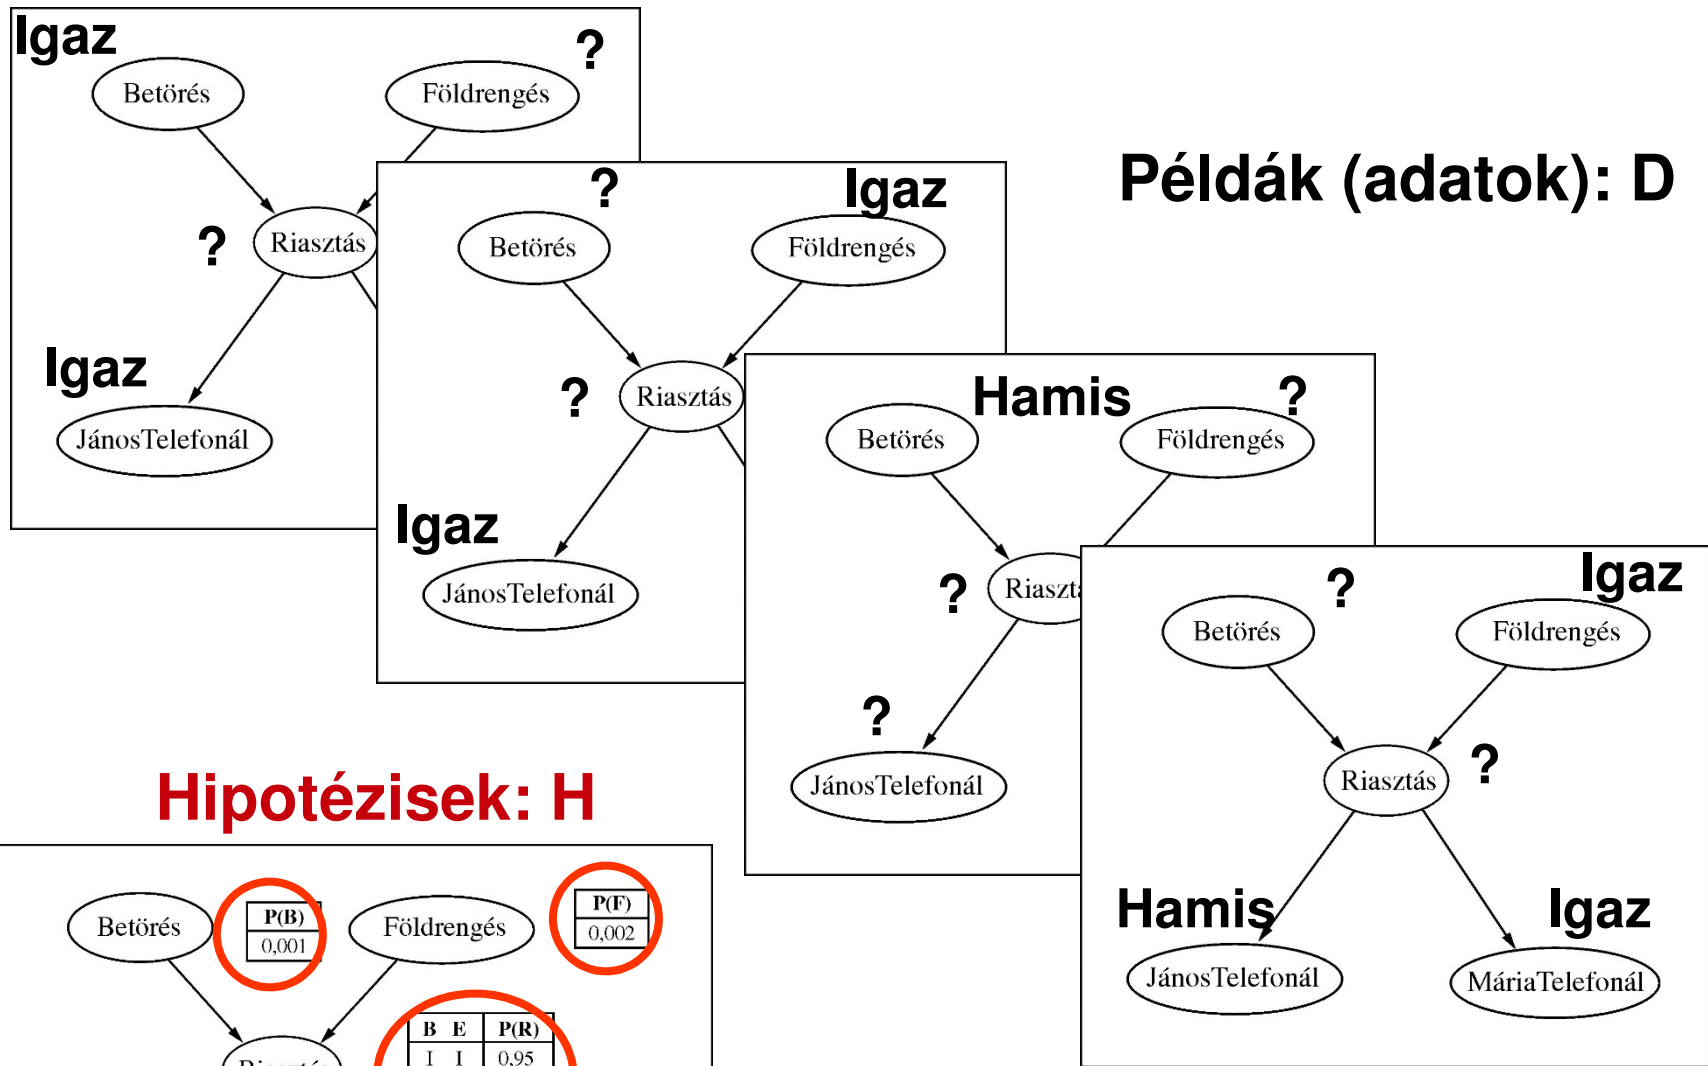 Igaz
?
Betörés
Földrengés
?
Riasztás
Igaz
JánosTelefonál
?
Igaz
Betörés
Földrengés
?
Riasztás
Igaz
JánosTelefonál
Példák (adatok): D
Hamis
?
Betörés
Földrengés
?
?
JánosTelefonál
?
Igaz
Betörés
Földrengés
Riasztás
?
Hamis
Igaz
JánosTelefonál
MáriaTelefonál
Hipotézisek: H
Betörés
P(B)
0,001
Földrengés
P(F)
0,002
B E P(R)
I I 0,95